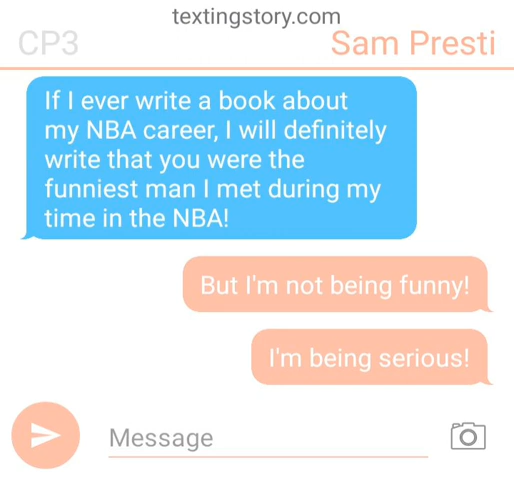 textingstory.com
CP3
Sam Presti
If I ever write a book about
my NBA career, I will definitely
write that you were the
funniest man I met during my
time in the NBA!
But I'm not being funny!
I'm being serious!
Message